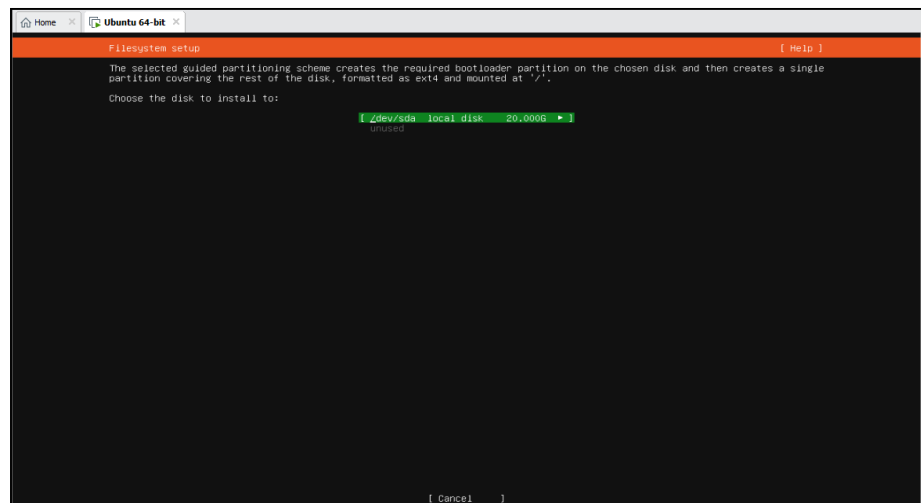 Home × Ubuntu 64-bit ×
Filesystem setup [ Help ]
The selected guided partitioning scheme creates the required bootloader partition on the chosen disk and then creates a single
partition covering the rest of the disk, formatted as ext4 and mounted at '/'.
Choose the disk to install to:
[ /dev/sda local disk 20.000G ▸ ]
unused
[ Cancel ]